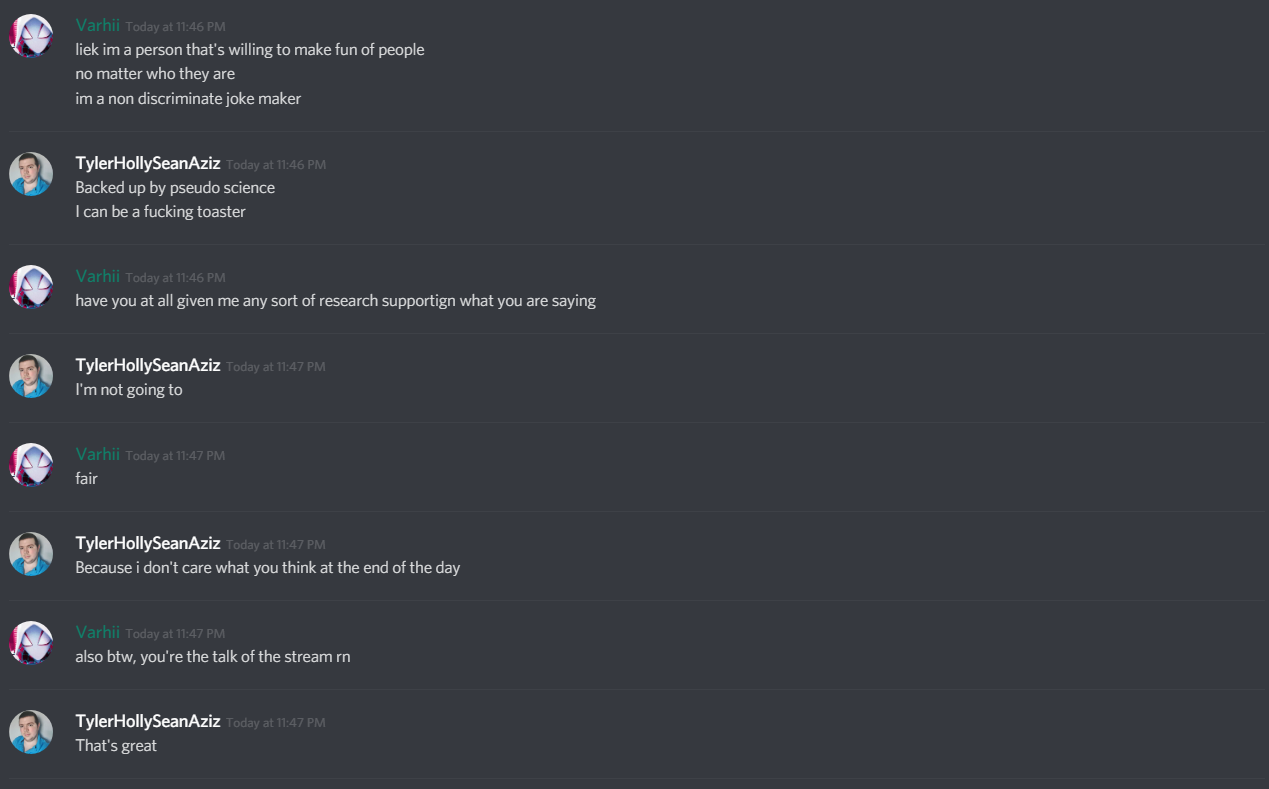 Varhii Today at 11:46 PM
liek im a person that's willing to make fun of people
no matter who they are
im a non discriminate joke maker
TylerHollySeanAziz Today at 11:46 PM
Backed up by pseudo science
I can be a fucking toaster
Varhii Today at 11:46 PM
have you at all given me any sort of research supportign what you are saying
TylerHollySeanAziz Today at 11:47 PM
I'm not going to
Varhii Today at 11:47 PM
fair
TylerHollySeanAziz Today at 11:47 PM
Because i don't care what you think at the end of the day
Varhii Today at 11:47 PM
also btw, you're the talk of the stream rn
TylerHollySeanAziz Today at 11:47 PM
That's great